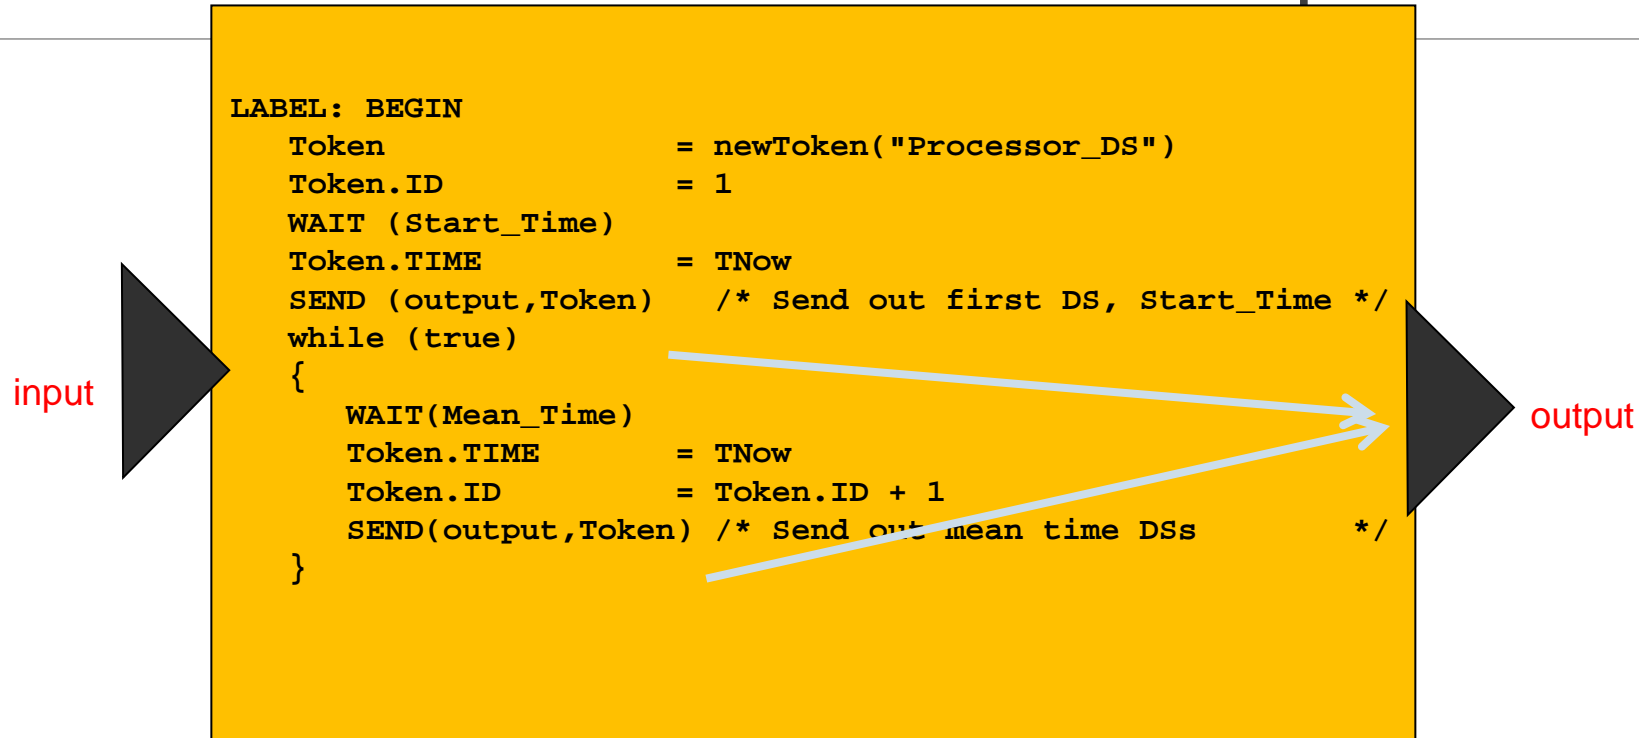 LABEL: BEGIN
Token = newToken("Processor_DS")
Token.ID = 1
WAIT (Start_Time)
Token.TIME = TNow
SEND (output,Token) /* Send out first DS, Start_Time */
while (true)
{
WAIT(Mean_Time)
Token.TIME = TNow
Token.ID = Token.ID + 1
SEND(output,Token) /* Send out mean time DSs */
}
input
output